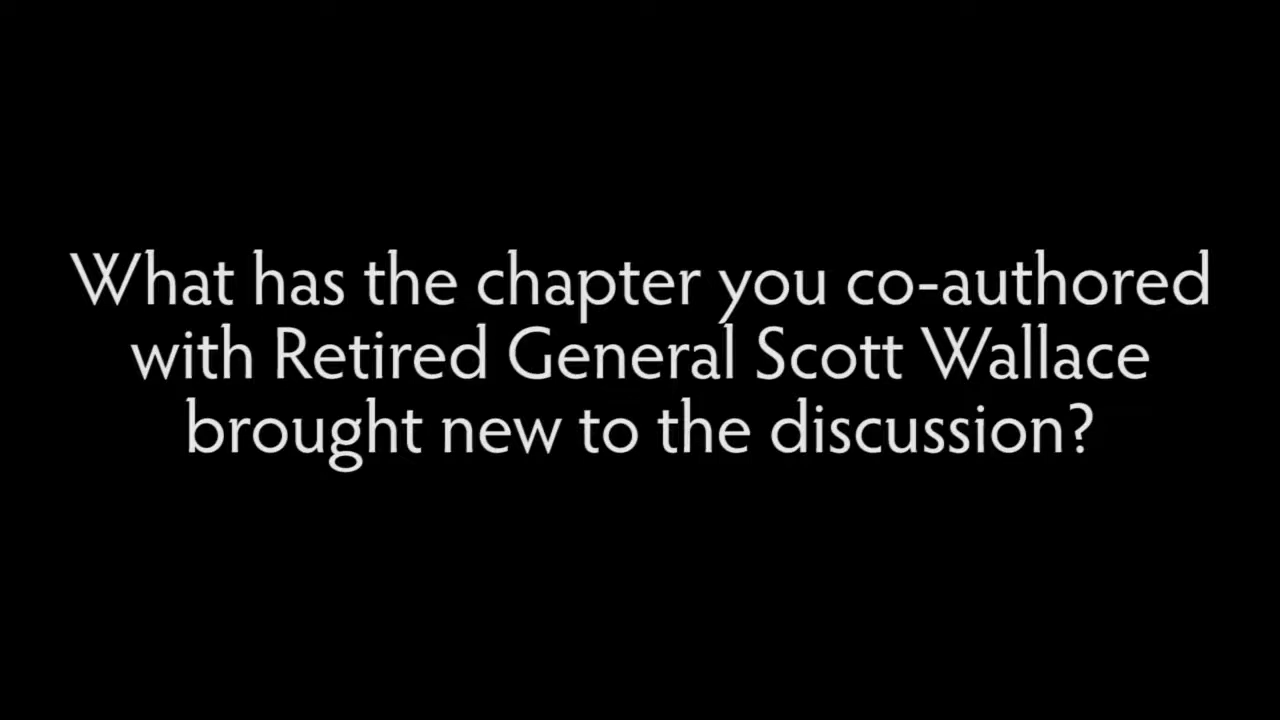 What has the chapter you co-authored
with Retired General Scott Wallace
brought new to the discussion?